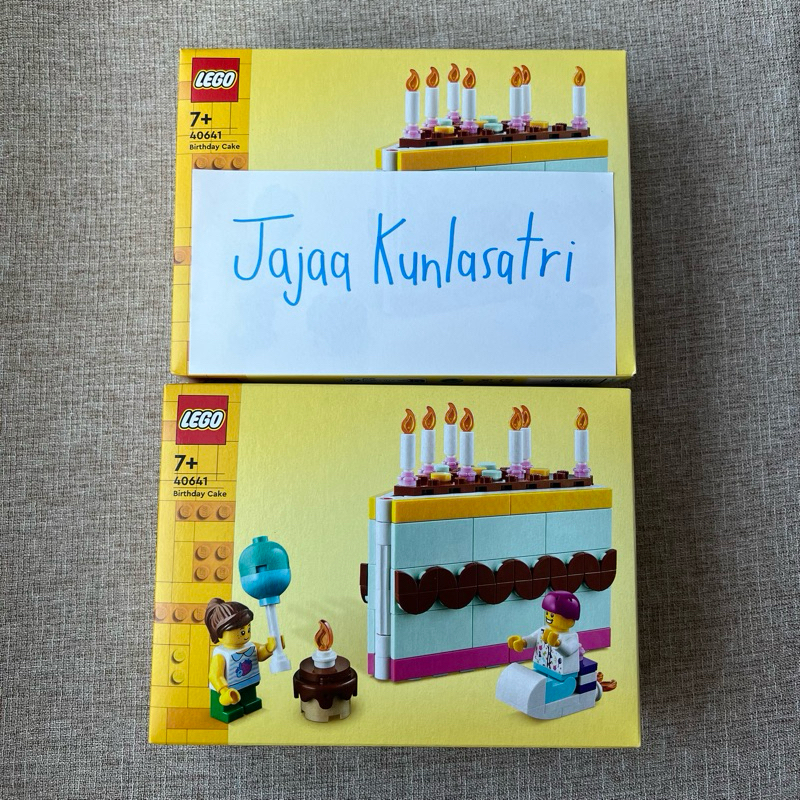 LEGO
7+
40641
Birthday Cake
Jajaa Kunlasatri
LEGO
7+
40641
Birthday Cake